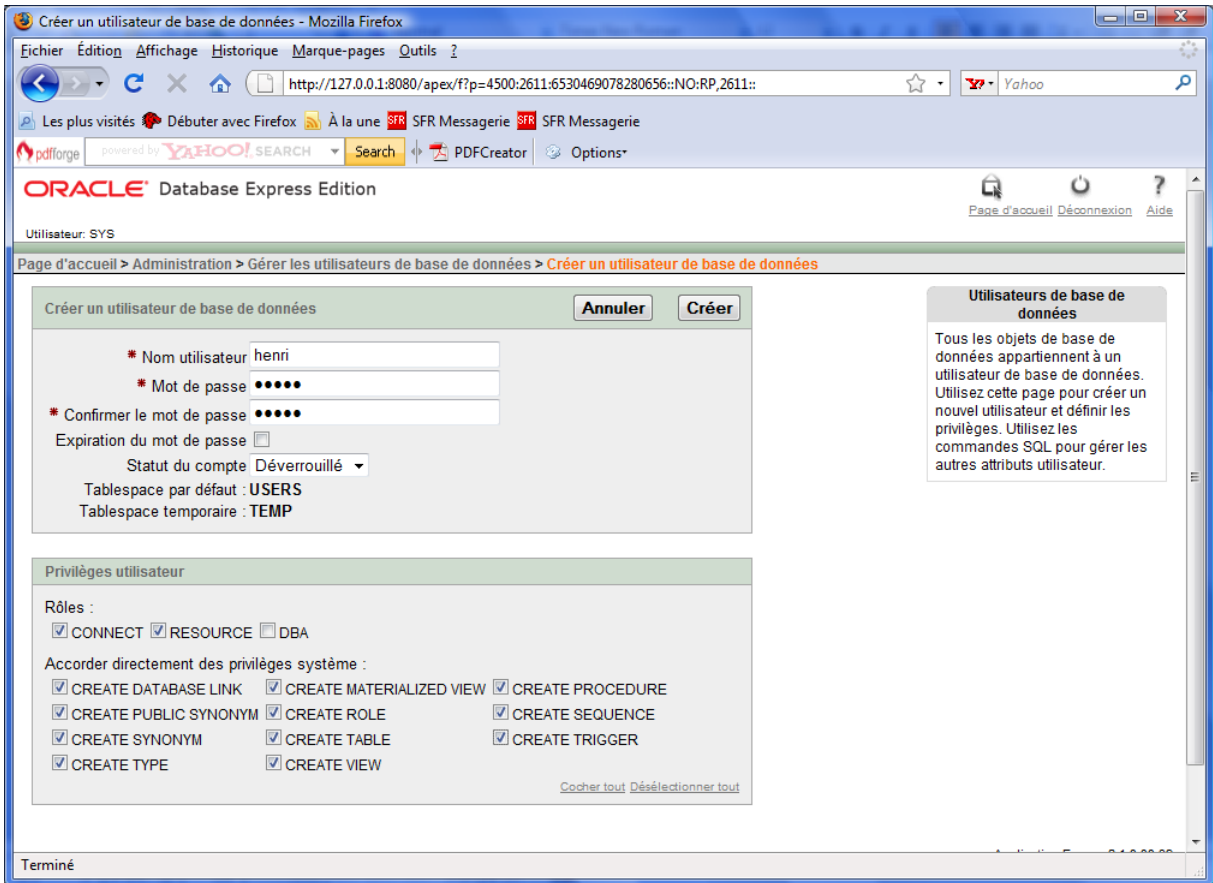 Créer un utilisateur de base de données - Mozilla Firefox
Fichier Édition Affichage Historique Marque-pages Outils ?
http://127.0.0.1:8080/apex/f?p=4500:2611:6530469078280656::NO:RP,2611::
Yahoo
Les plus visités Débuter avec Firefox À la une SFR SFR Messagerie SFR SFR Messagerie
pdfforge powered by YAHOO! SEARCH Search PDFCreator Options
ORACLE Database Express Edition
Page d'accueil Déconnexion Aide
Utilisateur: SYS
Page d'accueil > Administration > Gérer les utilisateurs de base de données > Créer un utilisateur de base de données
Créer un utilisateur de base de données Annuler Créer
* Nom utilisateur henri
* Mot de passe •••••
* Confirmer le mot de passe •••••
Expiration du mot de passe
Statut du compte Déverrouillé
Tablespace par défaut : USERS
Tablespace temporaire : TEMP
Utilisateurs de base de
données
Tous les objets de base de
données appartiennent à un
utilisateur de base de données.
Utilisez cette page pour créer un
nouvel utilisateur et définir les
privilèges. Utilisez les
commandes SQL pour gérer les
autres attributs utilisateur.
Privilèges utilisateur
Rôles :
CONNECT RESOURCE DBA
Accorder directement des privilèges système :
CREATE DATABASE LINK CREATE MATERIALIZED VIEW CREATE PROCEDURE
CREATE PUBLIC SYNONYM CREATE ROLE CREATE SEQUENCE
CREATE SYNONYM CREATE TABLE CREATE TRIGGER
CREATE TYPE CREATE VIEW
Cocher tout Désélectionner tout
Terminé